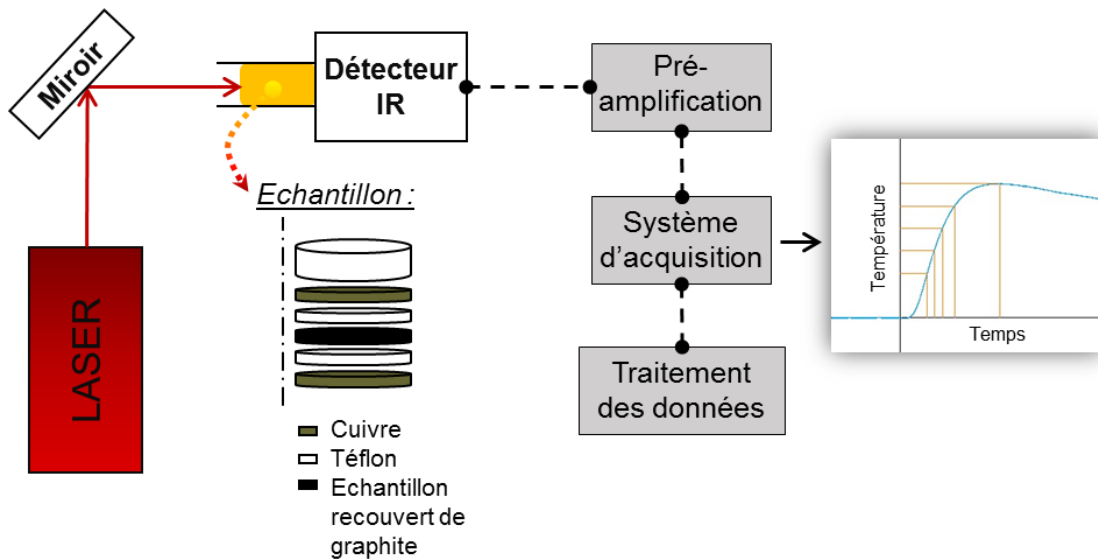 Miroir
Détecteur
IR
Pré-
amplification
Echantillon :
Système
d'acquisition
Température
Temps
LASER
Traitement
des données
Cuivre
Téflon
Echantillon
recouvert de
graphite